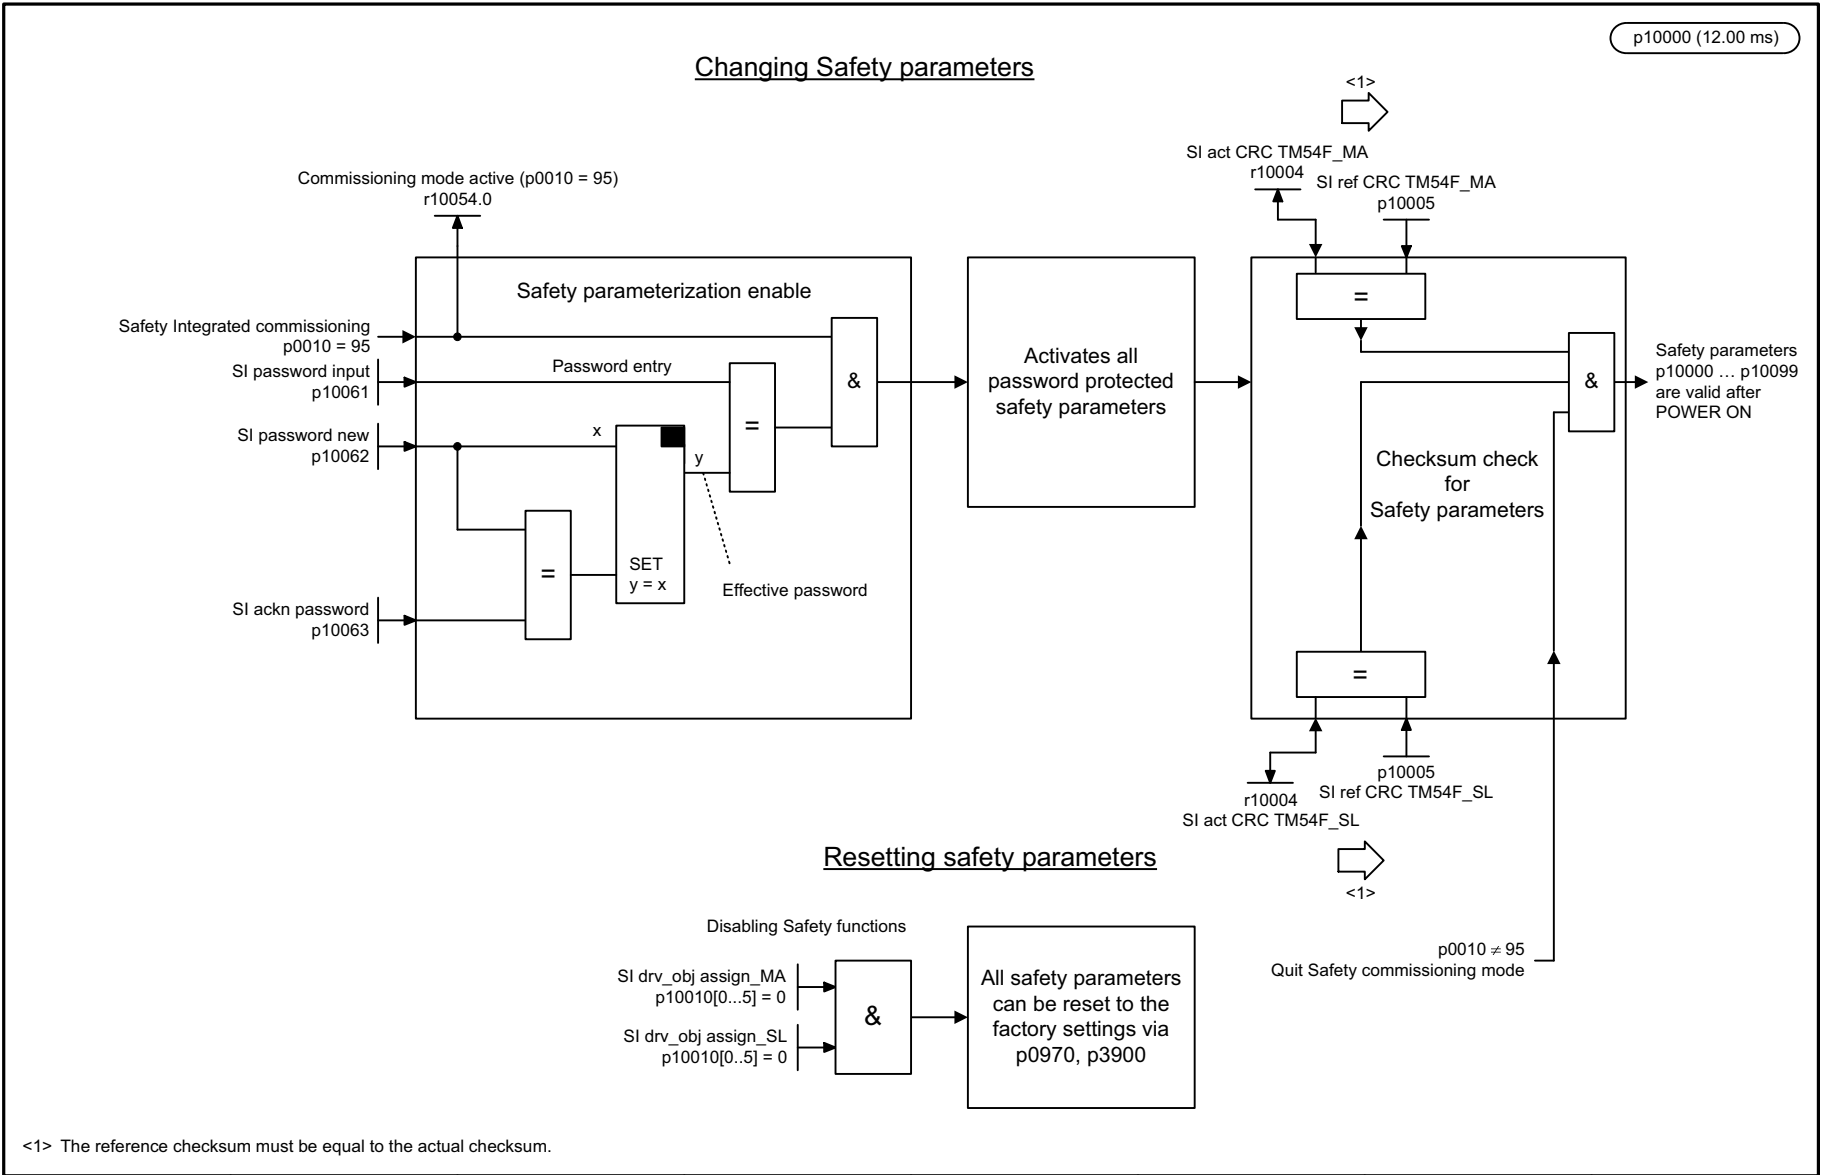 p10000 (12.00 ms)
Changing Safety parameters
<1>
SI act CRC TM54F_MA
r10004
SI ref CRC TM54F_MA
p10005
Commissioning mode active (p0010 = 95)
r10054.0
Safety parameterization enable
Safety Integrated commissioning
p0010 = 95
SI password input
p10061
Password entry
SI password new
p10062
x
y
=
&
=
SET
y = x
Effective password
SI ackn password
p10063
Activates all
password protected
safety parameters
=
&
Safety parameters
p10000 … p10099
are valid after
POWER ON
Checksum check
for
Safety parameters
=
r10004
SI act CRC TM54F_SL
p10005
SI ref CRC TM54F_SL
<1>
p0010 ≠ 95
Quit Safety commissioning mode
Resetting safety parameters
Disabling Safety functions
SI drv_obj assign_MA
p10010[0...5] = 0
SI drv_obj assign_SL
p10010[0..5] = 0
&
All safety parameters
can be reset to the
factory settings via
p0970, p3900
<1> The reference checksum must be equal to the actual checksum.